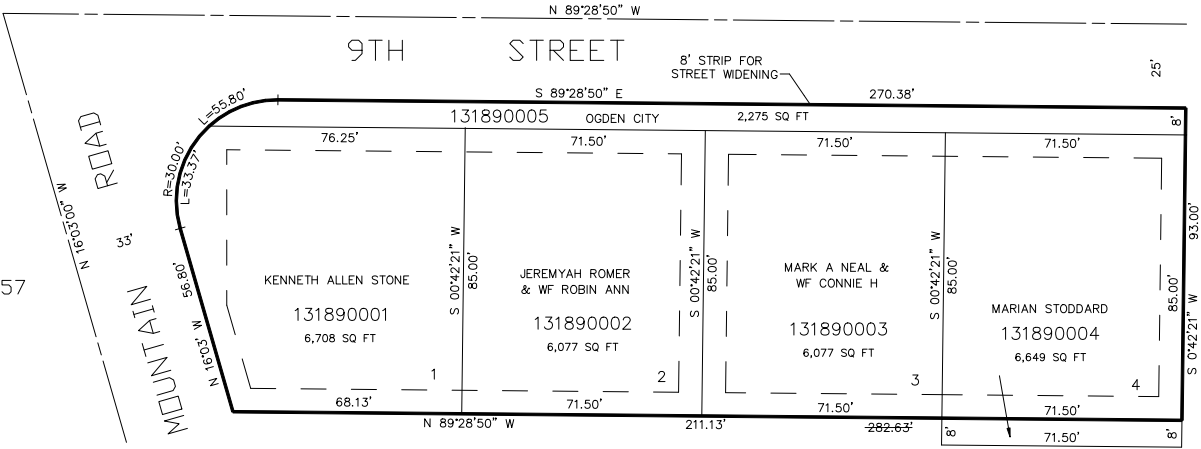 N 89°28'50" W
9TH STREET
25'
8' STRIP FOR
STREET WIDENING
L=55.80'
S 89°28'50" E
270.38'
131890005 OGDEN CITY 2,275 SQ FT
8'
76.25'
71.50'
71.50'
71.50'
R=30.00'
L=33.37'
MOUNTAIN ROAD
N 16°03'00" W
33'
57
56.80'
N 16°03' W
KENNETH ALLEN STONE
131890001
6,708 SQ FT
1
S 00°42'21" W
85.00'
JEREMYAH ROMER
& WF ROBIN ANN
131890002
6,077 SQ FT
2
S 00°42'21" W
85.00'
MARK A NEAL &
WF CONNIE H
131890003
6,077 SQ FT
3
S 00°42'21" W
85.00'
MARIAN STODDARD
131890004
6,649 SQ FT
4
85.00'
93.00'
S 0°42'21" W
68.13'
71.50'
71.50'
71.50'
N 89°28'50" W
211.13'
282.63'
8'
71.50'
8'